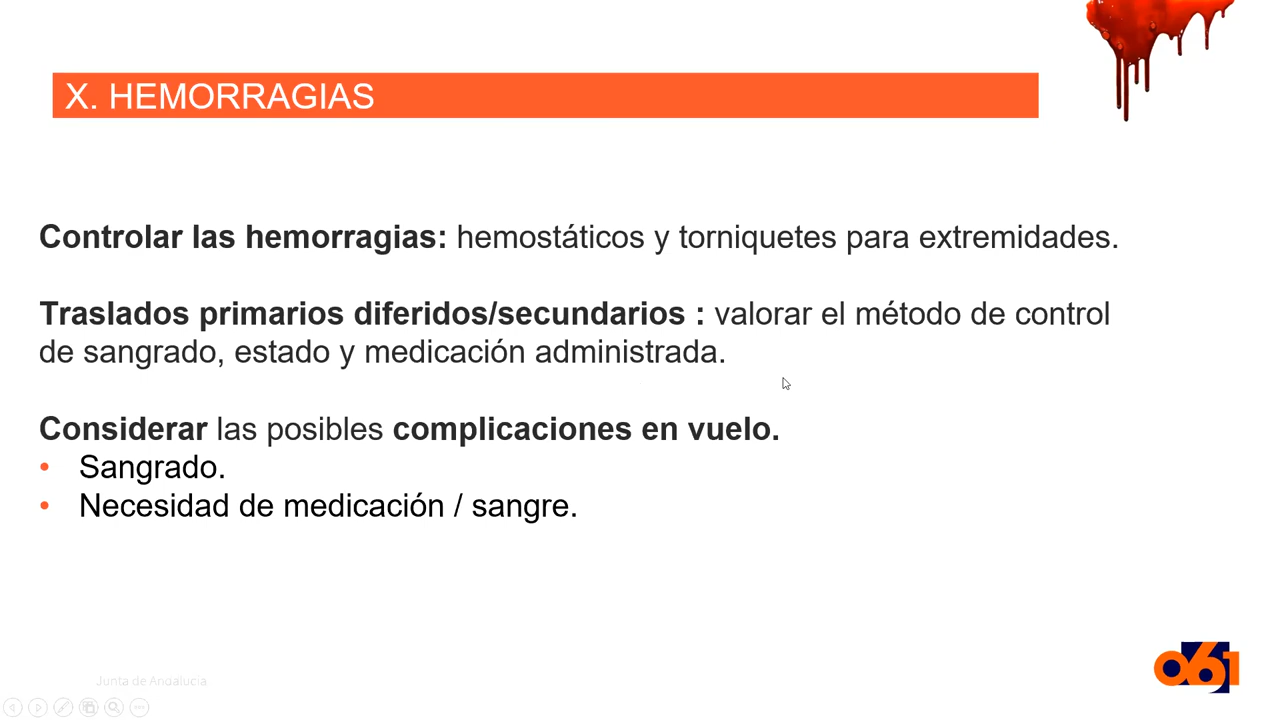 X. HEMORRAGIAS
Controlar las hemorragias: hemostáticos y torniquetes para extremidades.
Traslados primarios diferidos/secundarios : valorar el método de control
de sangrado, estado y medicación administrada.
Considerar las posibles complicaciones en vuelo.
• Sangrado.
• Necesidad de medicación / sangre.
061
Junta de Andalucía